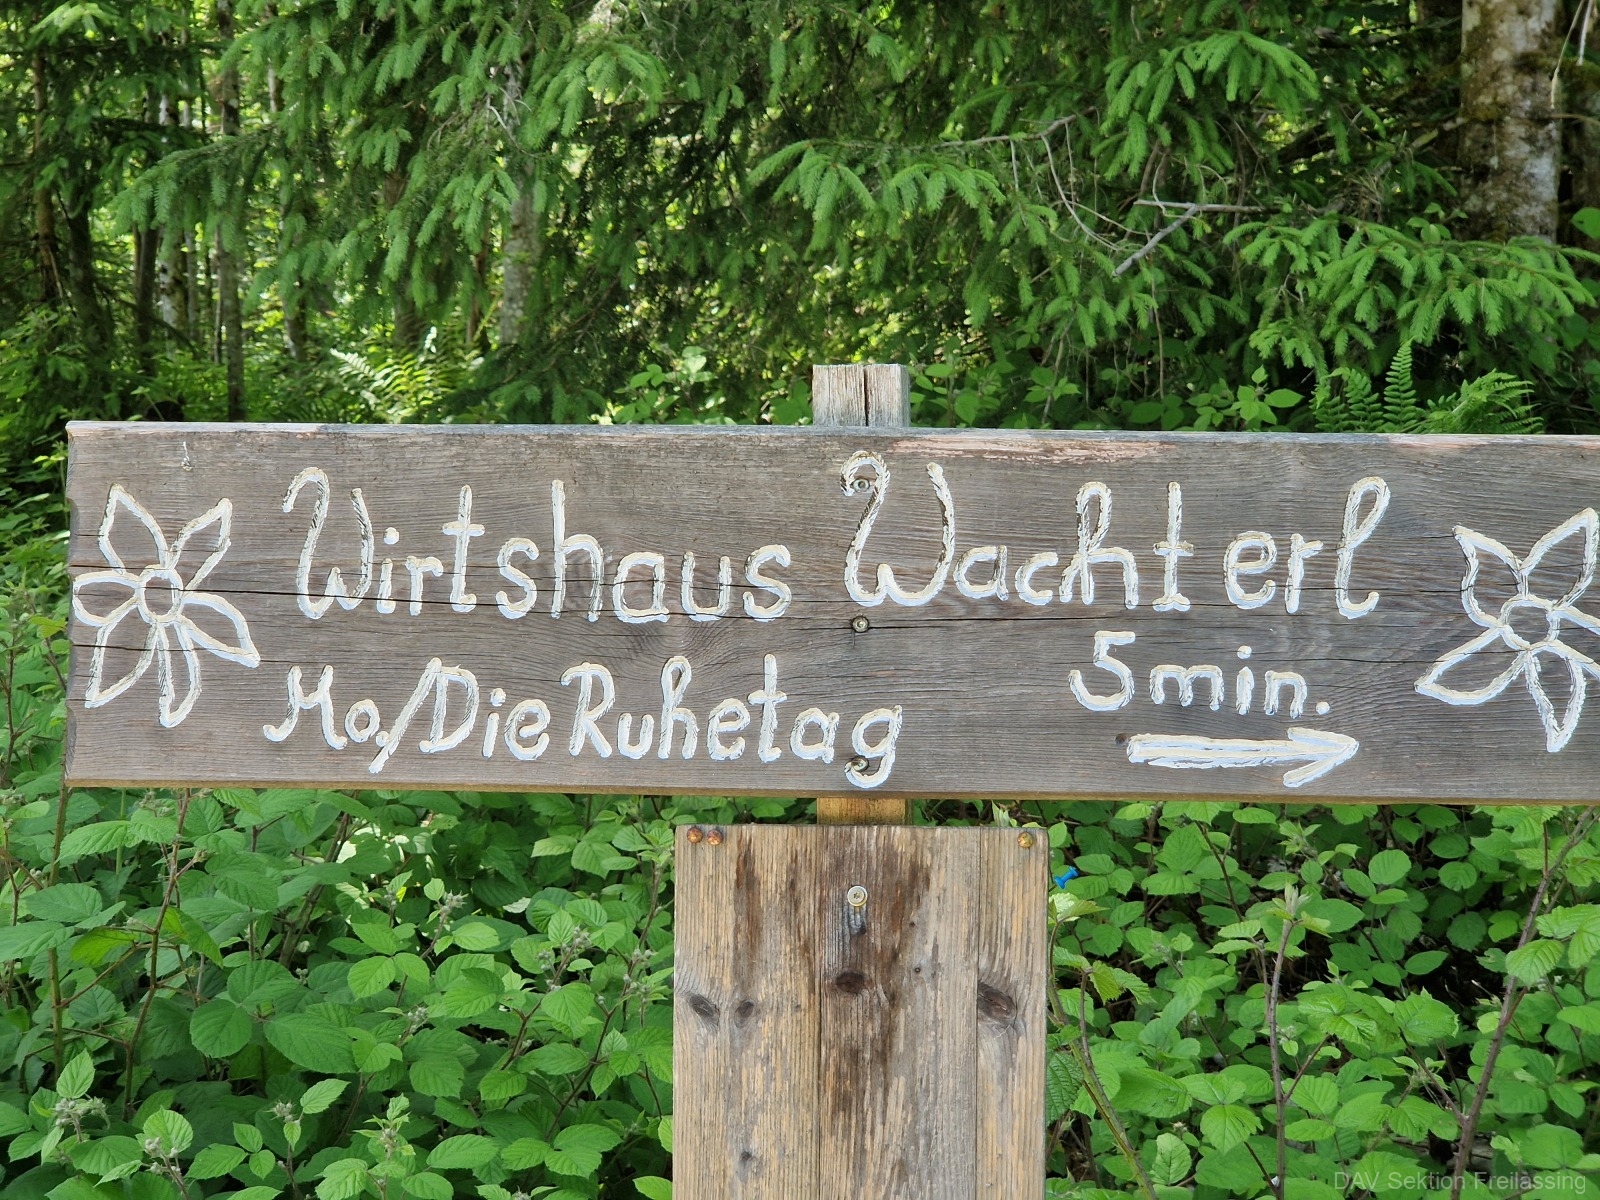 Wirtshaus Wachterl
Mo./Die Ruhetag
5 min.
DAV Sektion Freilassing